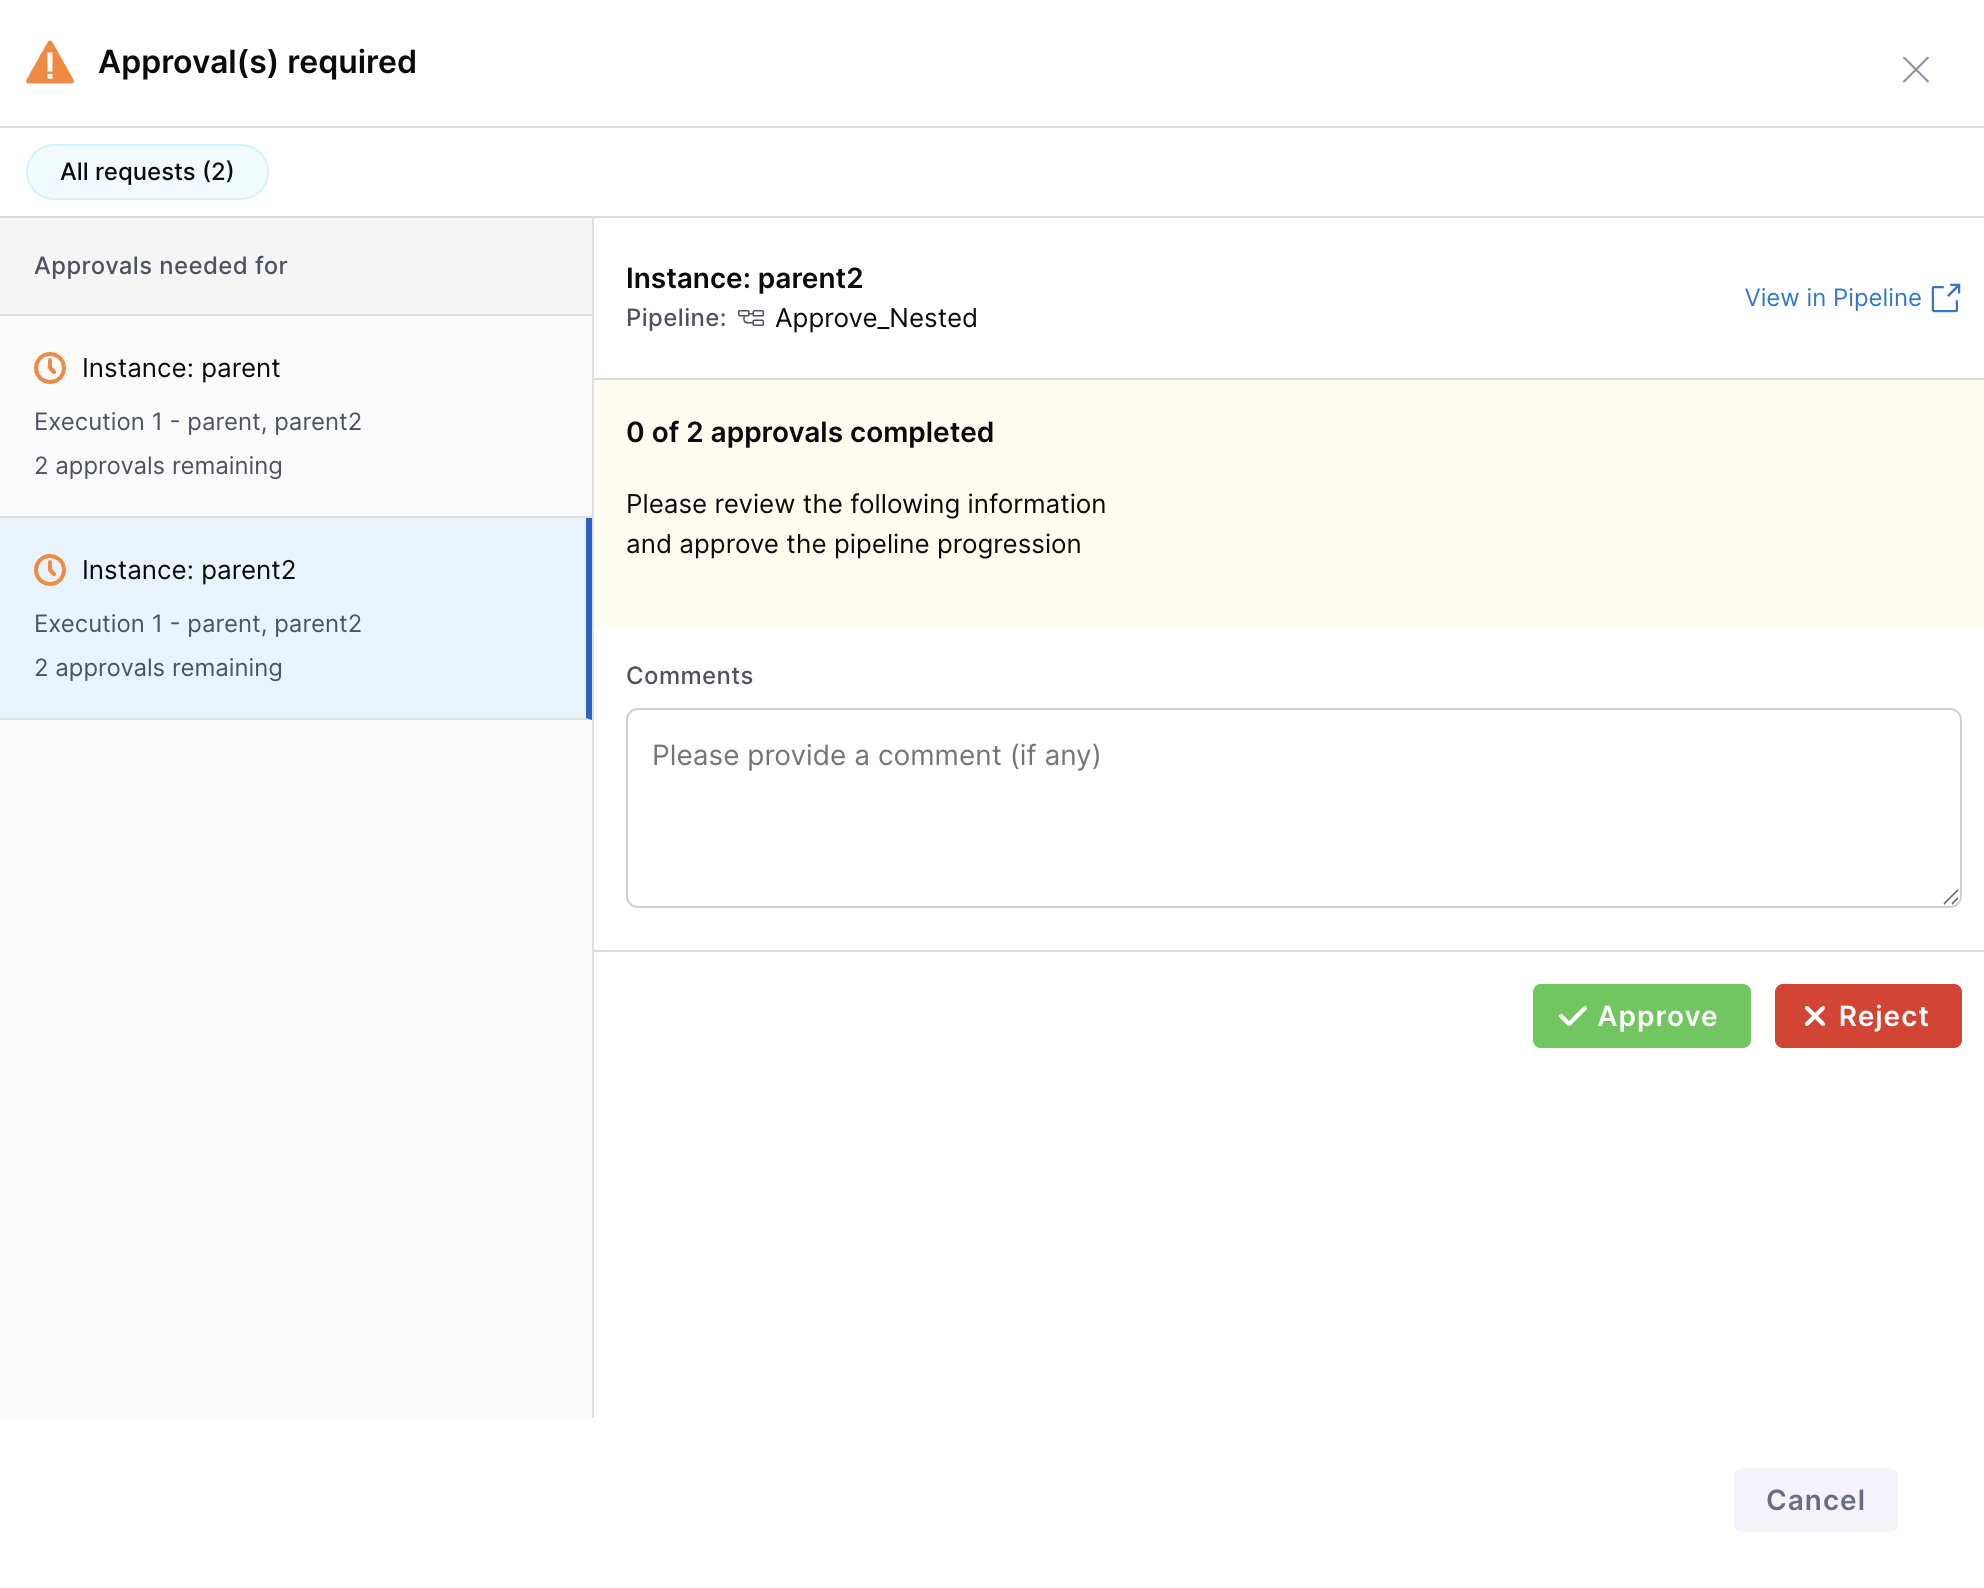 Approval(s) required
All requests (2)
Approvals needed for
Instance: parent
Execution 1 - parent, parent2
2 approvals remaining
Instance: parent2
Execution 1 - parent, parent2
2 approvals remaining
Instance: parent2
Pipeline: Approve_Nested
View in Pipeline
0 of 2 approvals completed
Please review the following information
and approve the pipeline progression
Comments
Please provide a comment (if any)
Approve
Reject
Cancel